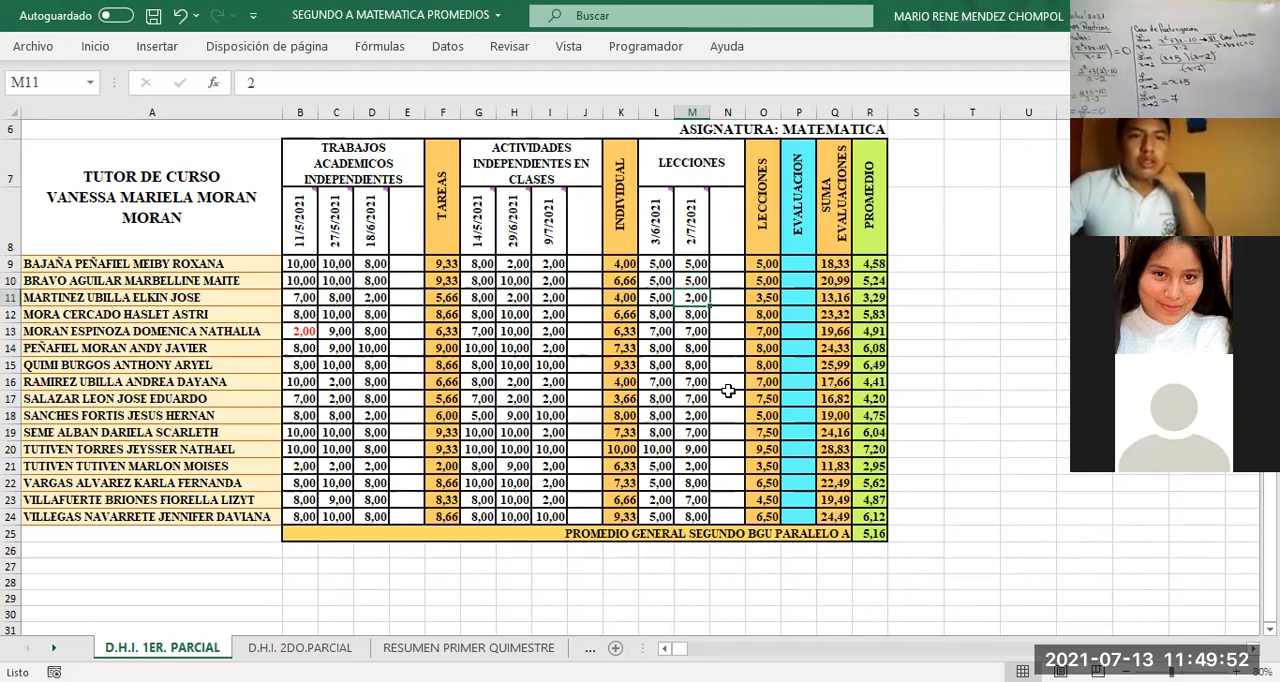 Autoguardado
SEGUNDO A MATEMATICA PROMEDIOS
Buscar
MARIO RENE MENDEZ CHOMPOL
Archivo Inicio Insertar Disposición de página Fórmulas Datos Revisar Vista Programador Ayuda
M11 fx 2
A B C D E F G H I J K L M N O P Q R S T U
6 ASIGNATURA: MATEMATICA
7
8
TUTOR DE CURSO
VANESSA MARIELA MORAN
MORAN
TRABAJOS
ACADEMICOS
INDEPENDIENTES
11/5/2021 27/5/2021 18/6/2021
TAREAS
ACTIVIDADES
INDEPENDIENTES EN
CLASES
14/5/2021 29/6/2021 9/7/2021
INDIVIDUAL
LECCIONES
3/6/2021 2/7/2021
LECCIONES
EVALUACION
SUMA
EVALUACIONES
PROMEDIO
9 BAJAÑA PEÑAFIEL MEIBY ROXANA 10,00 10,00 8,00 9,33 8,00 2,00 2,00 4,00 5,00 5,00 5,00 18,33 4,58
10 BRAVO AGUILAR MARBELLINE MAITE 10,00 10,00 8,00 9,33 8,00 10,00 2,00 6,66 5,00 5,00 5,00 20,99 5,24
11 MARTINEZ UBILLA ELKIN JOSE 7,00 8,00 2,00 5,66 8,00 2,00 2,00 4,00 5,00 2,00 3,50 13,16 3,29
12 MORA CERCADO HASLET ASTRI 8,00 10,00 8,00 8,66 8,00 10,00 2,00 6,66 8,00 8,00 8,00 23,32 5,83
13 MORAN ESPINOZA DOMENICA NATHALIA 2,00 9,00 8,00 6,33 7,00 10,00 2,00 6,33 7,00 7,00 7,00 19,66 4,91
14 PEÑAFIEL MORAN ANDY JAVIER 8,00 9,00 10,00 9,00 10,00 10,00 2,00 7,33 8,00 8,00 8,00 24,33 6,08
15 QUIMI BURGOS ANTHONY ARYEL 8,00 10,00 8,00 8,66 8,00 10,00 10,00 9,33 8,00 8,00 8,00 25,99 6,49
16 RAMIREZ UBILLA ANDREA DAYANA 10,00 2,00 8,00 6,66 8,00 2,00 2,00 4,00 7,00 7,00 7,00 17,66 4,41
17 SALAZAR LEON JOSE EDUARDO 7,00 2,00 8,00 5,66 7,00 2,00 2,00 3,66 8,00 7,00 7,50 16,82 4,20
18 SANCHES FORTIS JESUS HERNAN 8,00 8,00 2,00 6,00 5,00 9,00 10,00 8,00 8,00 2,00 5,00 19,00 4,75
19 SEME ALBAN DARIELA SCARLETH 10,00 10,00 8,00 9,33 10,00 10,00 2,00 7,33 8,00 7,00 7,50 24,16 6,04
20 TUTIVEN TORRES JEYSSER NATHAEL 10,00 10,00 8,00 9,33 10,00 10,00 10,00 10,00 10,00 9,00 9,50 28,83 7,20
21 TUTIVEN TUTIVEN MARLON MOISES 2,00 2,00 2,00 2,00 8,00 9,00 2,00 6,33 5,00 2,00 3,50 11,83 2,95
22 VARGAS ALVAREZ KARLA FERNANDA 8,00 10,00 8,00 8,66 10,00 10,00 2,00 7,33 5,00 8,00 6,50 22,49 5,62
23 VILLAFUERTE BRIONES FIORELLA LIZYT 8,00 9,00 8,00 8,33 8,00 10,00 2,00 6,66 2,00 7,00 4,50 19,49 4,87
24 VILLEGAS NAVARRETE JENNIFER DAVIANA 8,00 10,00 8,00 8,66 8,00 10,00 10,00 9,33 5,00 8,00 6,50 24,49 6,12
25 PROMEDIO GENERAL SEGUNDO BGU PARALELO A 5,16
26
27
28
29
30
31
D.H.I. 1ER. PARCIAL D.H.I. 2DO.PARCIAL RESUMEN PRIMER QUIMESTRE ...
Listo
2021-07-13 11:49:52
80%